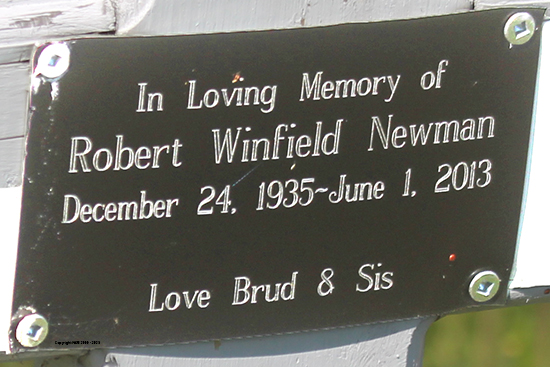 In Loving Memory of
Robert Winfield Newman
December 24, 1935~June 1, 2013
Love Brud & Sis